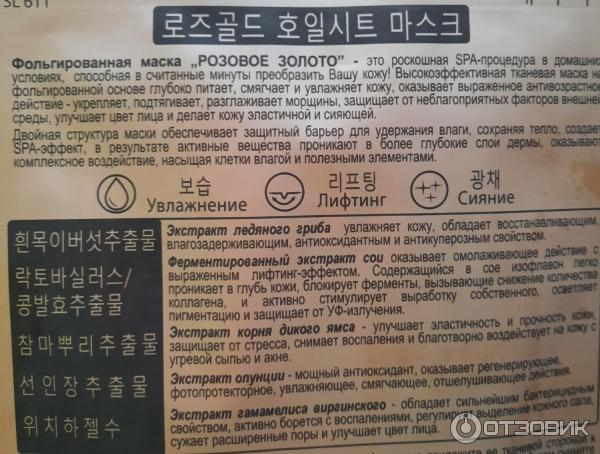 SL611
로즈골드 호일시트 마스크
Фольгированная маска „РОЗОВОЕ ЗОЛОТО" - это роскошная SPA-процедура в домашних
условиях, способная в считанные минуты преобразить Вашу кожу! Высокоэффективная тканевая маска на
фольгированной основе глубоко питает, смягчает и увлажняет кожу, оказывает выраженное антивозрастное
действие - укрепляет, подтягивает, разглаживает морщины, защищает от неблагоприятных факторов внешней
среды, улучшает цвет лица и делает кожу эластичной и сияющей.
Двойная структура маски обеспечивает защитный барьер для удержания влаги, сохраняя тепло, создает
SPA-эффект, в результате активные вещества проникают в более глубокие слои дермы, оказывают
комплексное воздействие, насыщая клетки влагой и полезными элементами.
보습 리프팅 광채
Увлажнение Лифтинг Сияние
흰목이버섯추출물
Экстракт ледяного гриба увлажняет кожу, обладает восстанавливающим,
влагозадерживающим, антиоксидантным и антикуперозным свойством.
락토바실러스/
콩발효추출물
Ферментированный экстракт сои оказывает омолаживающее действие с
выраженным лифтинг-эффектом. Содержащийся в сое изофлавон легко
проникает в глубь кожи, блокирует ферменты, вызывающие снижение количества
коллагена, и активно стимулирует выработку собственного, осветляет
пигментацию и защищает от УФ-излучения.
참마뿌리추출물
Экстракт корня дикого ямса - улучшает эластичность и прочность кожи,
защищает от стресса, снимает воспаления и благотворно воздействует на кожу с
угревой сыпью и акне.
선인장추출물
Экстракт опунции - мощный антиоксидант, оказывает регенерирующее,
фотопротекторное, увлажняющее, смягчающее, отшелушивающее действия.
위치하젤수
Экстракт гамамелиса виргинского - обладает сильнейшим бактерицидным
свойством, активно борется с воспалениями, регулирует выделение кожного сала,
сужает расширенные поры и улучшает цвет лица.
ОТЗОВИК